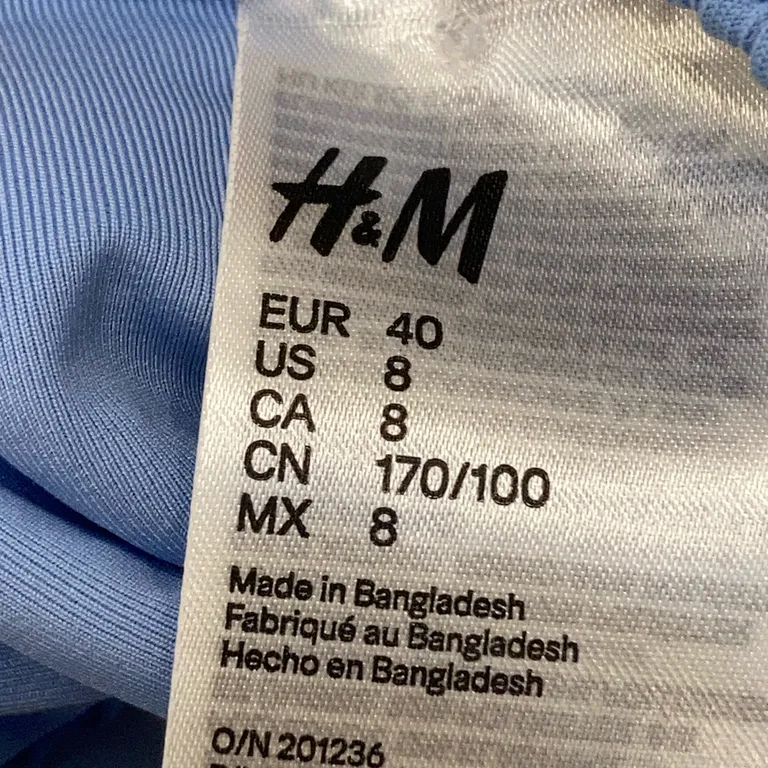 H&M
EUR 40
US 8
CA 8
CN 170/100
MX 8
Made in Bangladesh
Fabriqué au Bangladesh
Hecho en Bangladesh
O/N 201236